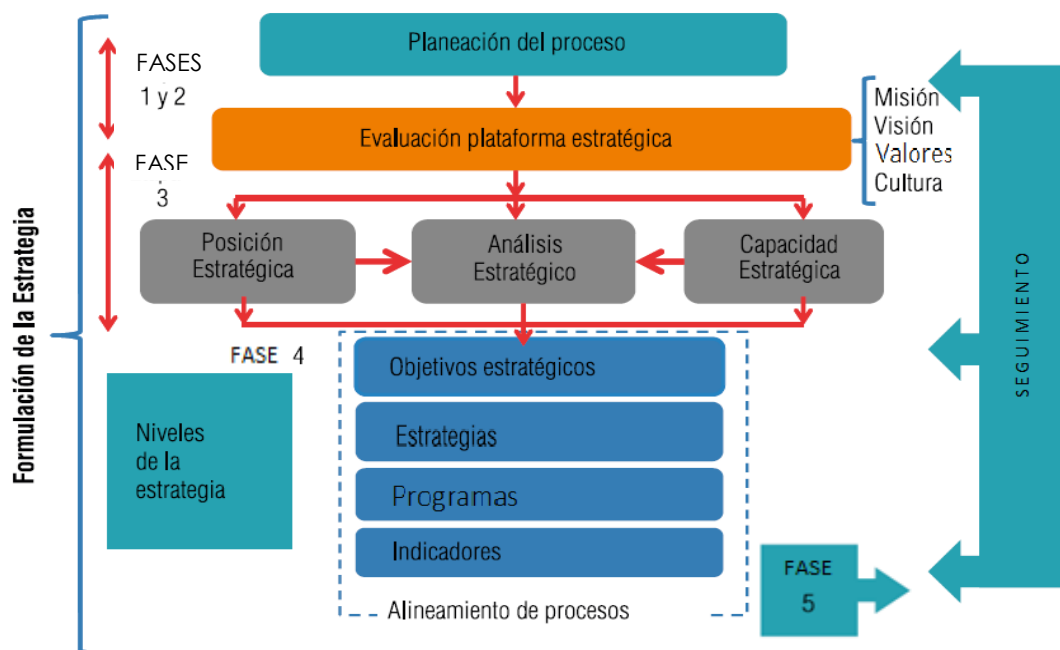 Planeación del proceso
FASES
1 y 2
Evaluación plataforma estratégica
Misión
Visión
Valores
Cultura
FASE
3
Posición
Estratégica
Análisis
Estratégico
Capacidad
Estratégica
Formulación de la Estrategia
SEGUIMIENTO
FASE 4
Objetivos estratégicos
Niveles
de la
estrategia
Estrategias
Programas
Indicadores
Alineamiento de procesos
FASE
5